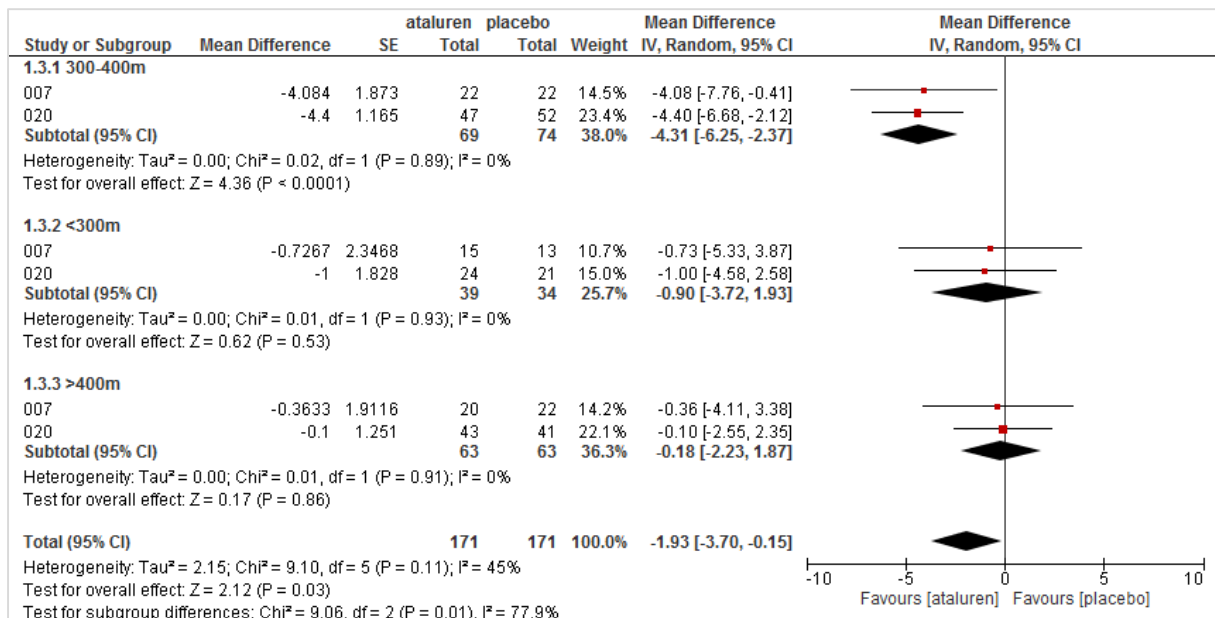 ataluren placebo Mean Difference Mean Difference
Study or Subgroup Mean Difference SE Total Total Weight IV, Random, 95% CI IV, Random, 95% CI
1.3.1 300-400m
007 -4.084 1.873 22 22 14.5% -4.08 [-7.76, -0.41]
020 -4.4 1.165 47 52 23.4% -4.40 [-6.68, -2.12]
Subtotal (95% CI) 69 74 38.0% -4.31 [-6.25, -2.37]
Heterogeneity: Tau² = 0.00; Chi² = 0.02, df = 1 (P = 0.89); I² = 0%
Test for overall effect: Z = 4.36 (P < 0.0001)
1.3.2 <300m
007 -0.7267 2.3468 15 13 10.7% -0.73 [-5.33, 3.87]
020 -1 1.828 24 21 15.0% -1.00 [-4.58, 2.58]
Subtotal (95% CI) 39 34 25.7% -0.90 [-3.72, 1.93]
Heterogeneity: Tau² = 0.00; Chi² = 0.01, df = 1 (P = 0.93); I² = 0%
Test for overall effect: Z = 0.62 (P = 0.53)
1.3.3 >400m
007 -0.3633 1.9116 20 22 14.2% -0.36 [-4.11, 3.38]
020 -0.1 1.251 43 41 22.1% -0.10 [-2.55, 2.35]
Subtotal (95% CI) 63 63 36.3% -0.18 [-2.23, 1.87]
Heterogeneity: Tau² = 0.00; Chi² = 0.01, df = 1 (P = 0.91); I² = 0%
Test for overall effect: Z = 0.17 (P = 0.86)
Total (95% CI) 171 171 100.0% -1.93 [-3.70, -0.15]
Heterogeneity: Tau² = 2.15; Chi² = 9.10, df = 5 (P = 0.11); I² = 45%
Test for overall effect: Z = 2.12 (P = 0.03)
Test for subgroup differences: Chi² = 9.06, df = 2 (P = 0.01), I² = 77.9%
-10 -5 0 5 10
Favours [ataluren] Favours [placebo]